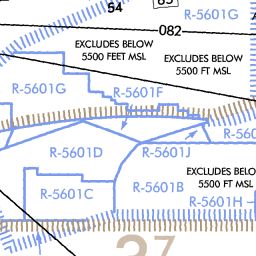 54
R-5601G
082
EXCLUDES BELOW
5500 FEET MSL
EXCLUDES BELOW
5500 FT MSL
R-5601G
R-5601F
R-5601D
R-5601J
EXCLUDES BELOW
5500 FT MSL
R-5601C
R-5601B
R-5601H